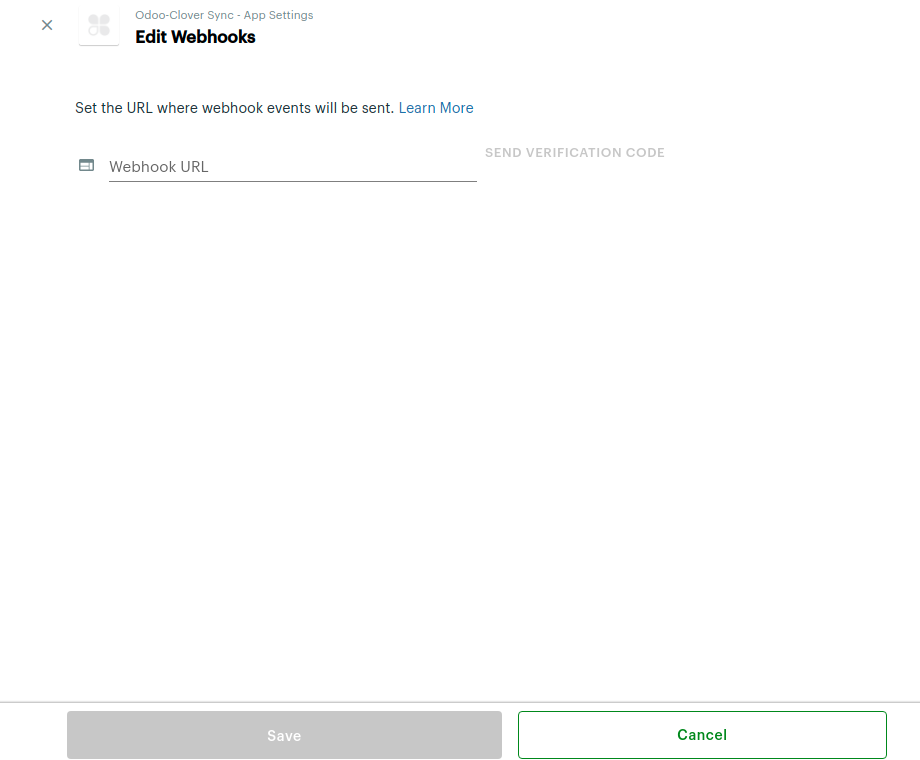 Odoo-Clover Sync - App Settings
Edit Webhooks
Set the URL where webhook events will be sent. Learn More
SEND VERIFICATION CODE
Webhook URL
Save
Cancel